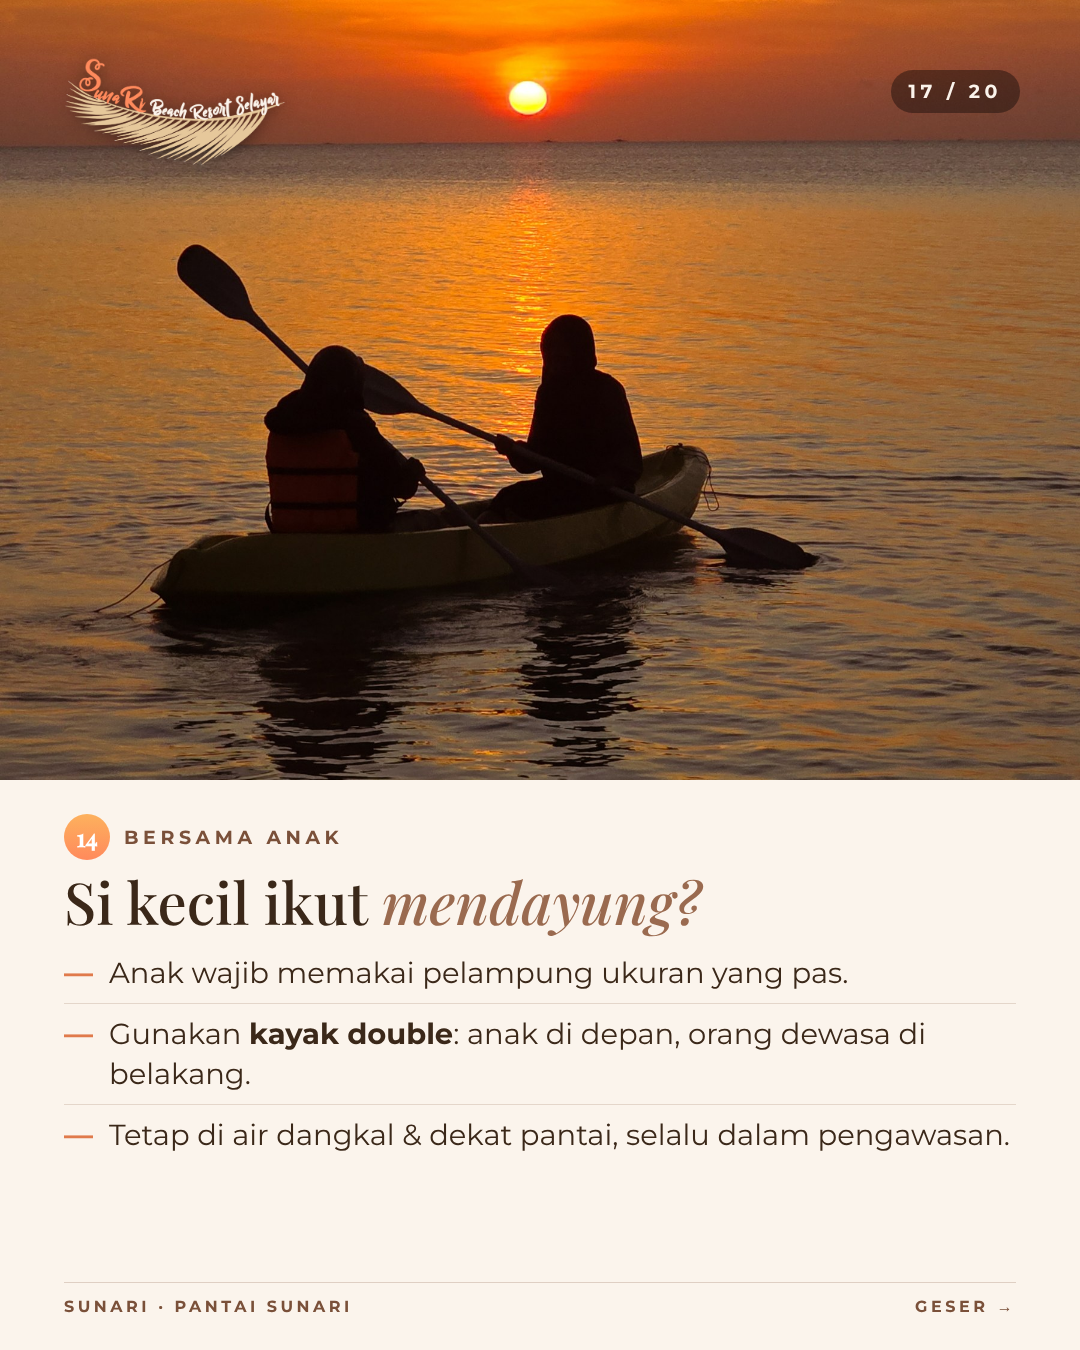 SunaRi Beach Resort Selayar
17 / 20
14 BERSAMA ANAK
Si kecil ikut mendayung?
— Anak wajib memakai pelampung ukuran yang pas.
— Gunakan kayak double: anak di depan, orang dewasa di
belakang.
— Tetap di air dangkal & dekat pantai, selalu dalam pengawasan.
SUNARI · PANTAI SUNARI
GESER →